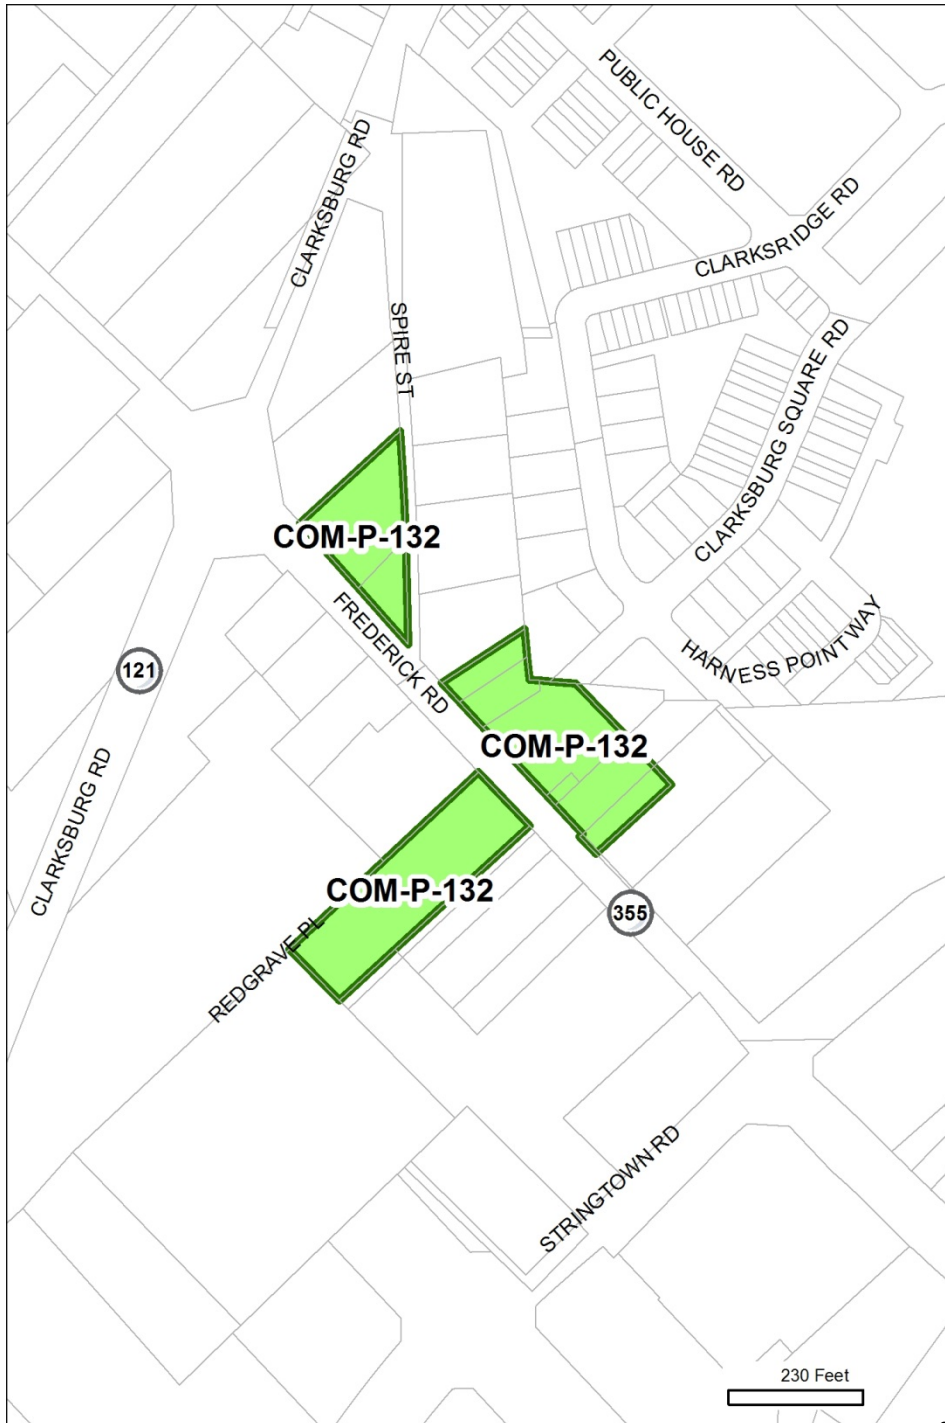 PUBLIC HOUSE RD
CLARKSBURG RD
CLARKSRIDGE RD
SPIRE ST
CLARKSBURG SQUARE RD
COM-P-132
FREDERICK RD
HARNESS POINT WAY
121
COM-P-132
CLARKSBURG RD
COM-P-132
355
REDGRAVE PL
STRINGTOWN RD
230 Feet